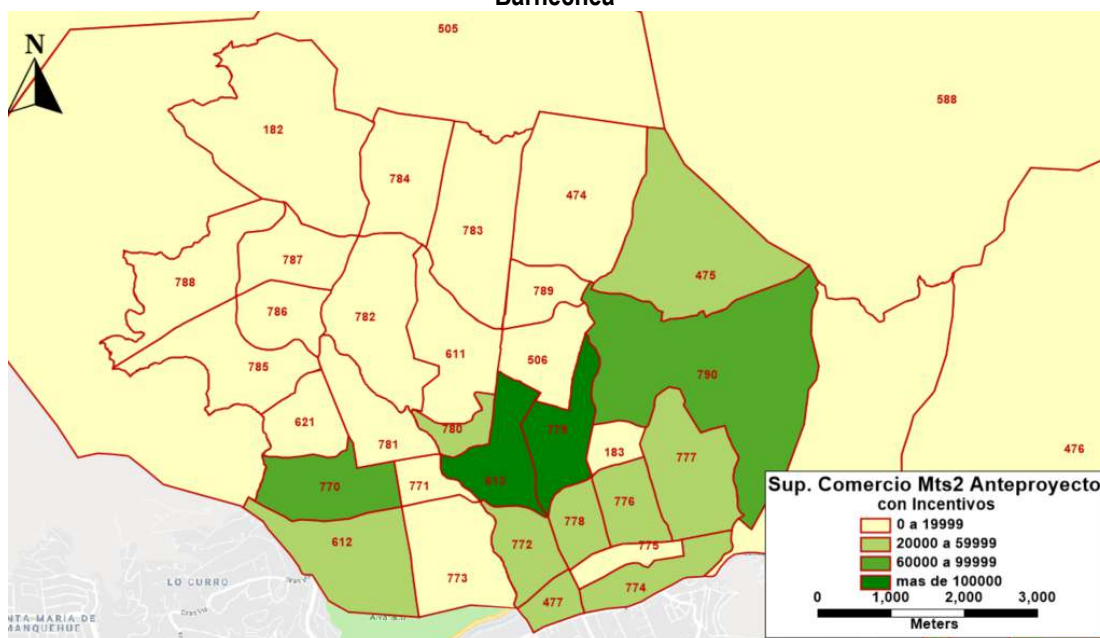 Barnechea
505
N
588
182
784
474
783
475
787
788
789
786
782
506
611
785
790
621
780
781
183
777
476
613
770
771
776
778
612
772
775
773
774
477
LO CURRO
MANQUEHUE
Sup. Comercio Mts2 Anteproyecto
con Incentivos
0 a 19999
20000 a 59999
60000 a 99999
mas de 100000
0 1,000 2,000 3,000
Meters